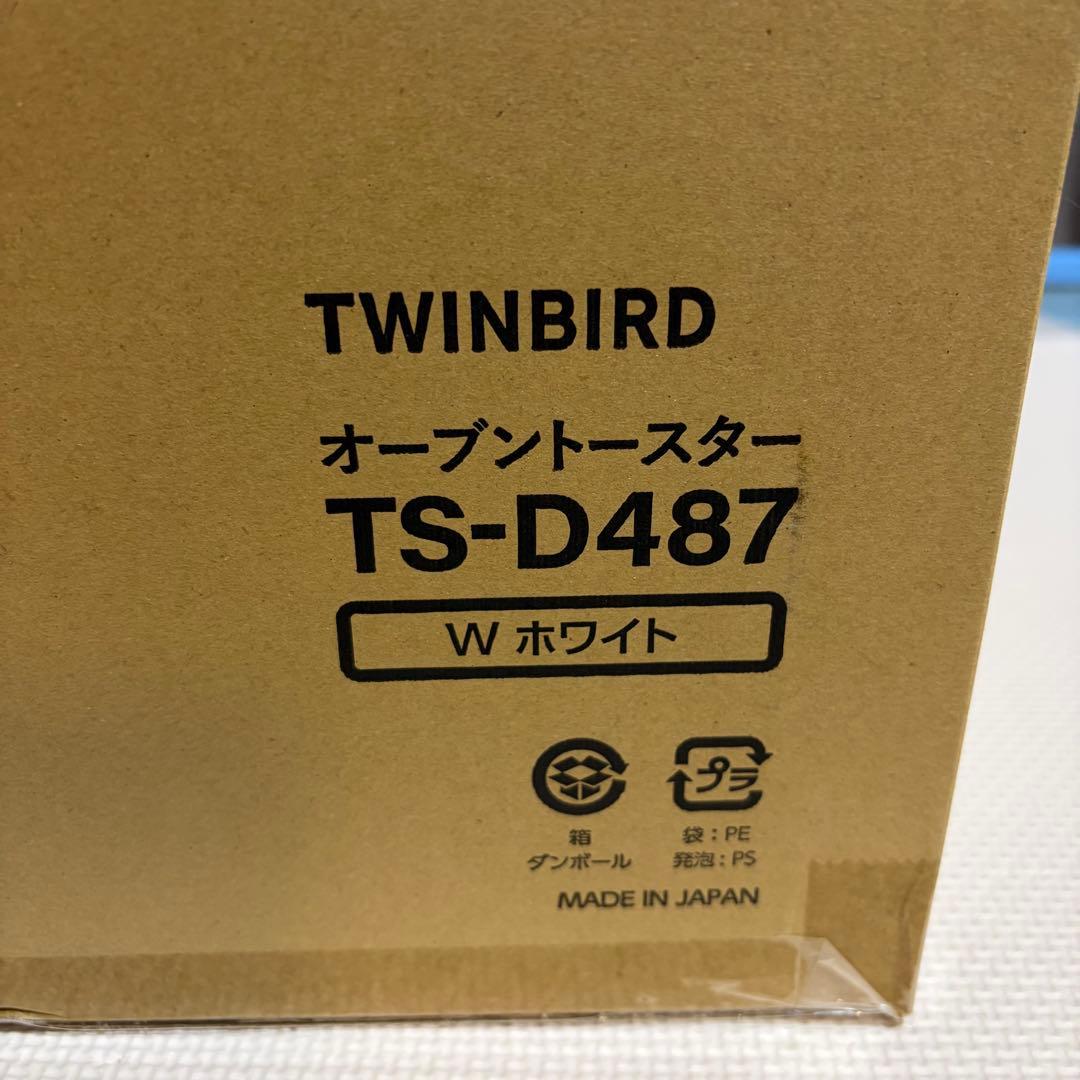 TWINBIRD
オーブントースター
TS-D487
W ホワイト
プラ
箱
ダンボール
袋：PE
発泡：PS
MADE IN JAPAN